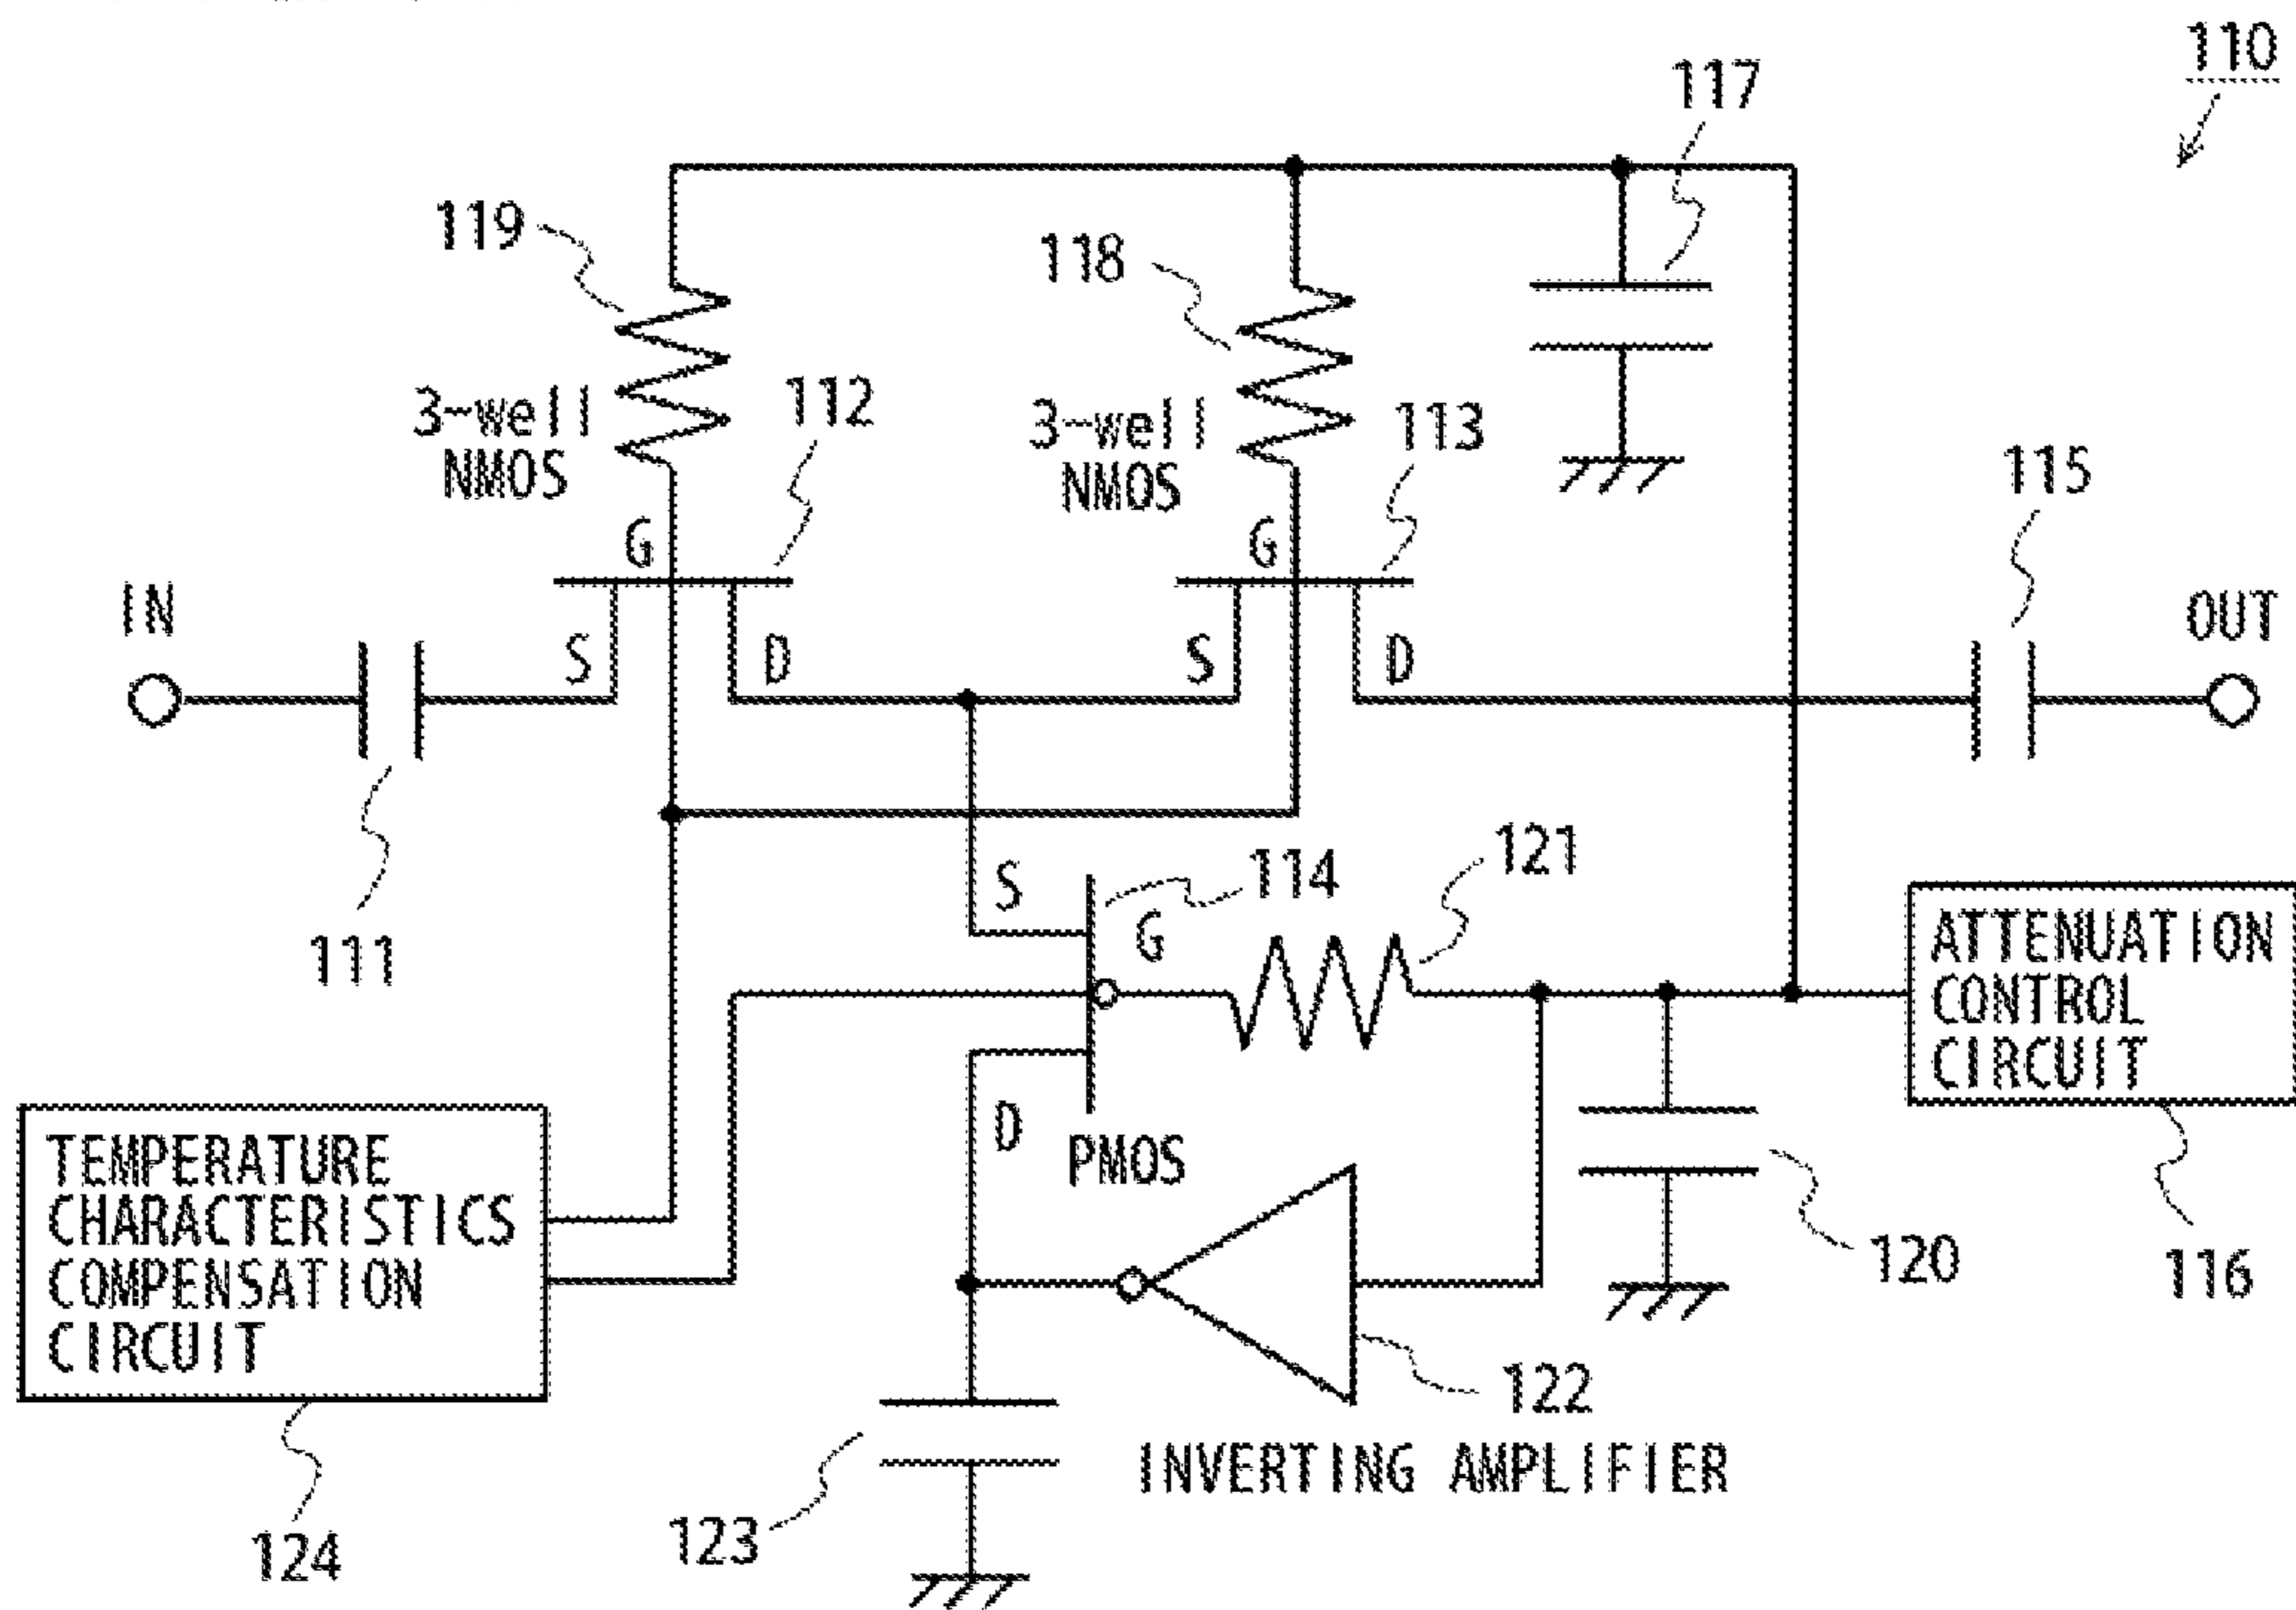 110
117
119
118
3-well
NMOS
112
3-well
NMOS
113
115
G
G
IN
OUT
S
D
S
D
111
S
114
G
121
ATTENUATION
CONTROL
CIRCUIT
D
PMOS
TEMPERATURE
CHARACTERISTICS
COMPENSATION
CIRCUIT
120
116
122
INVERTING AMPLIFIER
123
124